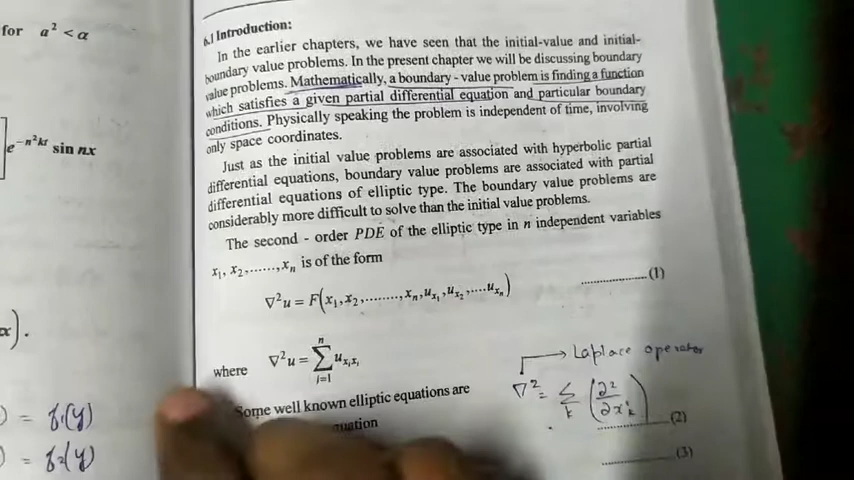 for a² < α
e^{-n²kt} sin nx
x).
) = f₁(y)
) = f₂(y)
6.1 Introduction:
In the earlier chapters, we have seen that the initial-value and initial-
boundary value problems. In the present chapter we will be discussing boundary
value problems. Mathematically, a boundary - value problem is finding a function
which satisfies a given partial differential equation and particular boundary
conditions. Physically speaking the problem is independent of time, involving
only space coordinates.
Just as the initial value problems are associated with hyperbolic partial
differential equations, boundary value problems are associated with partial
differential equations of elliptic type. The boundary value problems are
considerably more difficult to solve than the initial value problems.
The second - order PDE of the elliptic type in n independent variables
x₁, x₂,......, xₙ is of the form
∇²u = F(x₁, x₂,........, xₙ, u_{x₁}, u_{x₂}, ....u_{xₙ}) ....................(1)
where ∇²u = ∑_{i=1}^{n} u_{xᵢxᵢ}
→ Laplace operator
∇² = ∑_k (∂²/∂x²_k)
Some well known elliptic equations are
....................(2)
equation
....................(3)